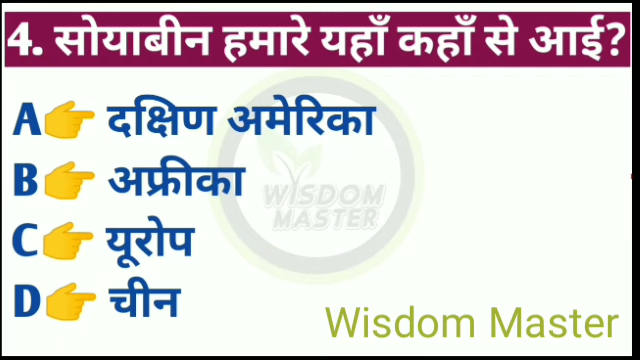 4. सोयाबीन हमारे यहाँ कहाँ से आई?
A👉 दक्षिण अमेरिका
B👉 अफ्रीका
WISDOM
MASTER
C👉 यूरोप
D👉 चीन
Wisdom Master